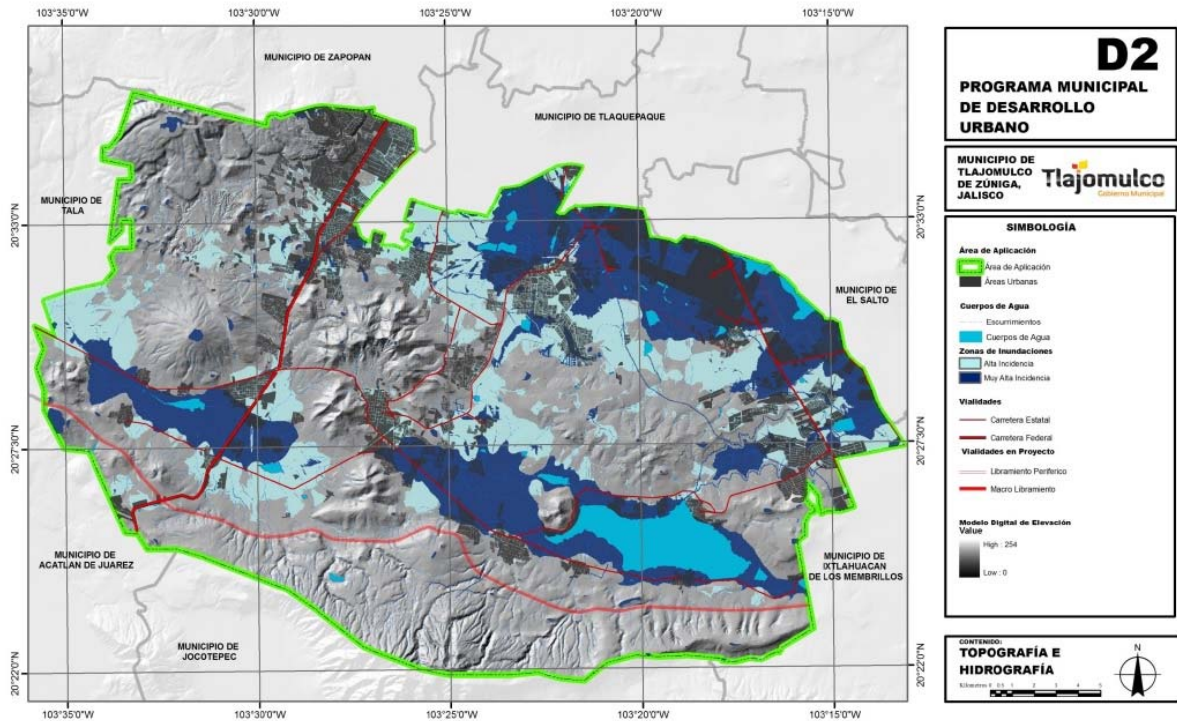 103°35'0"W 103°30'0"W 103°25'0"W 103°20'0"W 103°15'0"W
MUNICIPIO DE ZAPOPAN
MUNICIPIO DE TLAQUEPAQUE
MUNICIPIO DE
TALA
20°33'0"N
20°33'0"N
MUNICIPIO DE
EL SALTO
20°27'30"N
20°27'30"N
MUNICIPIO DE
ACATLAN DE JUAREZ
MUNICIPIO DE
IXTLAHUACAN
DE LOS MEMBRILLOS
MUNICIPIO DE
JOCOTEPEC
20°22'0"N
20°22'0"N
103°35'0"W 103°30'0"W 103°25'0"W 103°20'0"W 103°15'0"W
D2
PROGRAMA MUNICIPAL
DE DESARROLLO
URBANO
MUNICIPIO DE
TLAJOMULCO
DE ZÚNIGA,
JALISCO
Tlajomulco
Gobierno Municipal
SIMBOLOGÍA
Área de Aplicación
Área de Aplicación
Áreas Urbanas
Cuerpos de Agua
Escurrimientos
Cuerpos de Agua
Zonas de Inundaciones
Alta Incidencia
Muy Alta Incidencia
Vialidades
Carretera Estatal
Carretera Federal
Vialidades en Proyecto
Libramiento Periferico
Macro Libramiento
Modelo Digital de Elevación
Value
High : 254
Low : 0
CONTENIDO:
TOPOGRAFÍA E
HIDROGRAFÍA
N